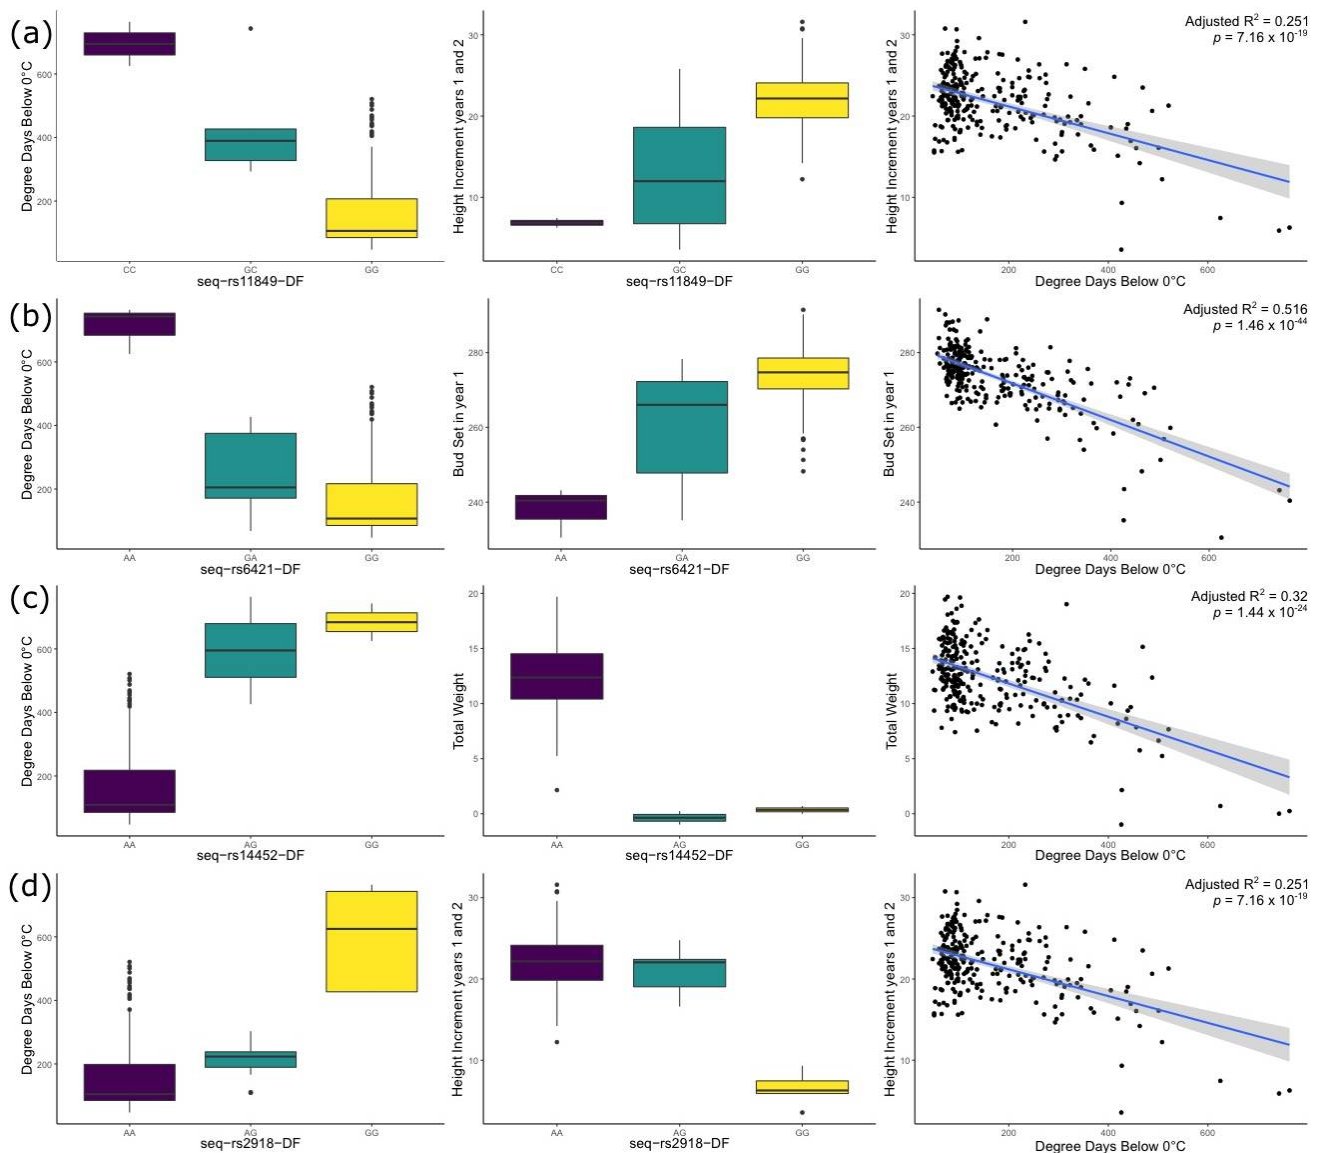 (a)
Degree Days Below 0°C
600
400
200
CC
GC
GG
seq−rs11849−DF
Height Increment years 1 and 2
30
20
10
CC
GC
GG
seq−rs11849−DF
Height Increment years 1 and 2
30
20
10
Adjusted R² = 0.251
p = 7.16 x 10⁻¹⁹
200
400
600
Degree Days Below 0°C
(b)
Degree Days Below 0°C
600
400
200
AA
GA
GG
seq−rs6421−DF
Bud Set in year 1
280
260
240
AA
GA
GG
seq−rs6421−DF
Bud Set in year 1
280
260
240
Adjusted R² = 0.516
p = 1.46 x 10⁻⁴⁴
200
400
600
Degree Days Below 0°C
(c)
Degree Days Below 0°C
600
400
200
AA
AG
GG
seq−rs14452−DF
Total Weight
20
15
10
5
0
AA
AG
GG
seq−rs14452−DF
Total Weight
20
15
10
5
0
Adjusted R² = 0.32
p = 1.44 x 10⁻²⁴
200
400
600
Degree Days Below 0°C
(d)
Degree Days Below 0°C
600
400
200
AA
AG
GG
seq−rs2918−DF
Height Increment years 1 and 2
30
20
10
AA
AG
GG
seq−rs2918−DF
Height Increment years 1 and 2
30
20
10
Adjusted R² = 0.251
p = 7.16 x 10⁻¹⁹
200
400
600
Degree Days Below 0°C